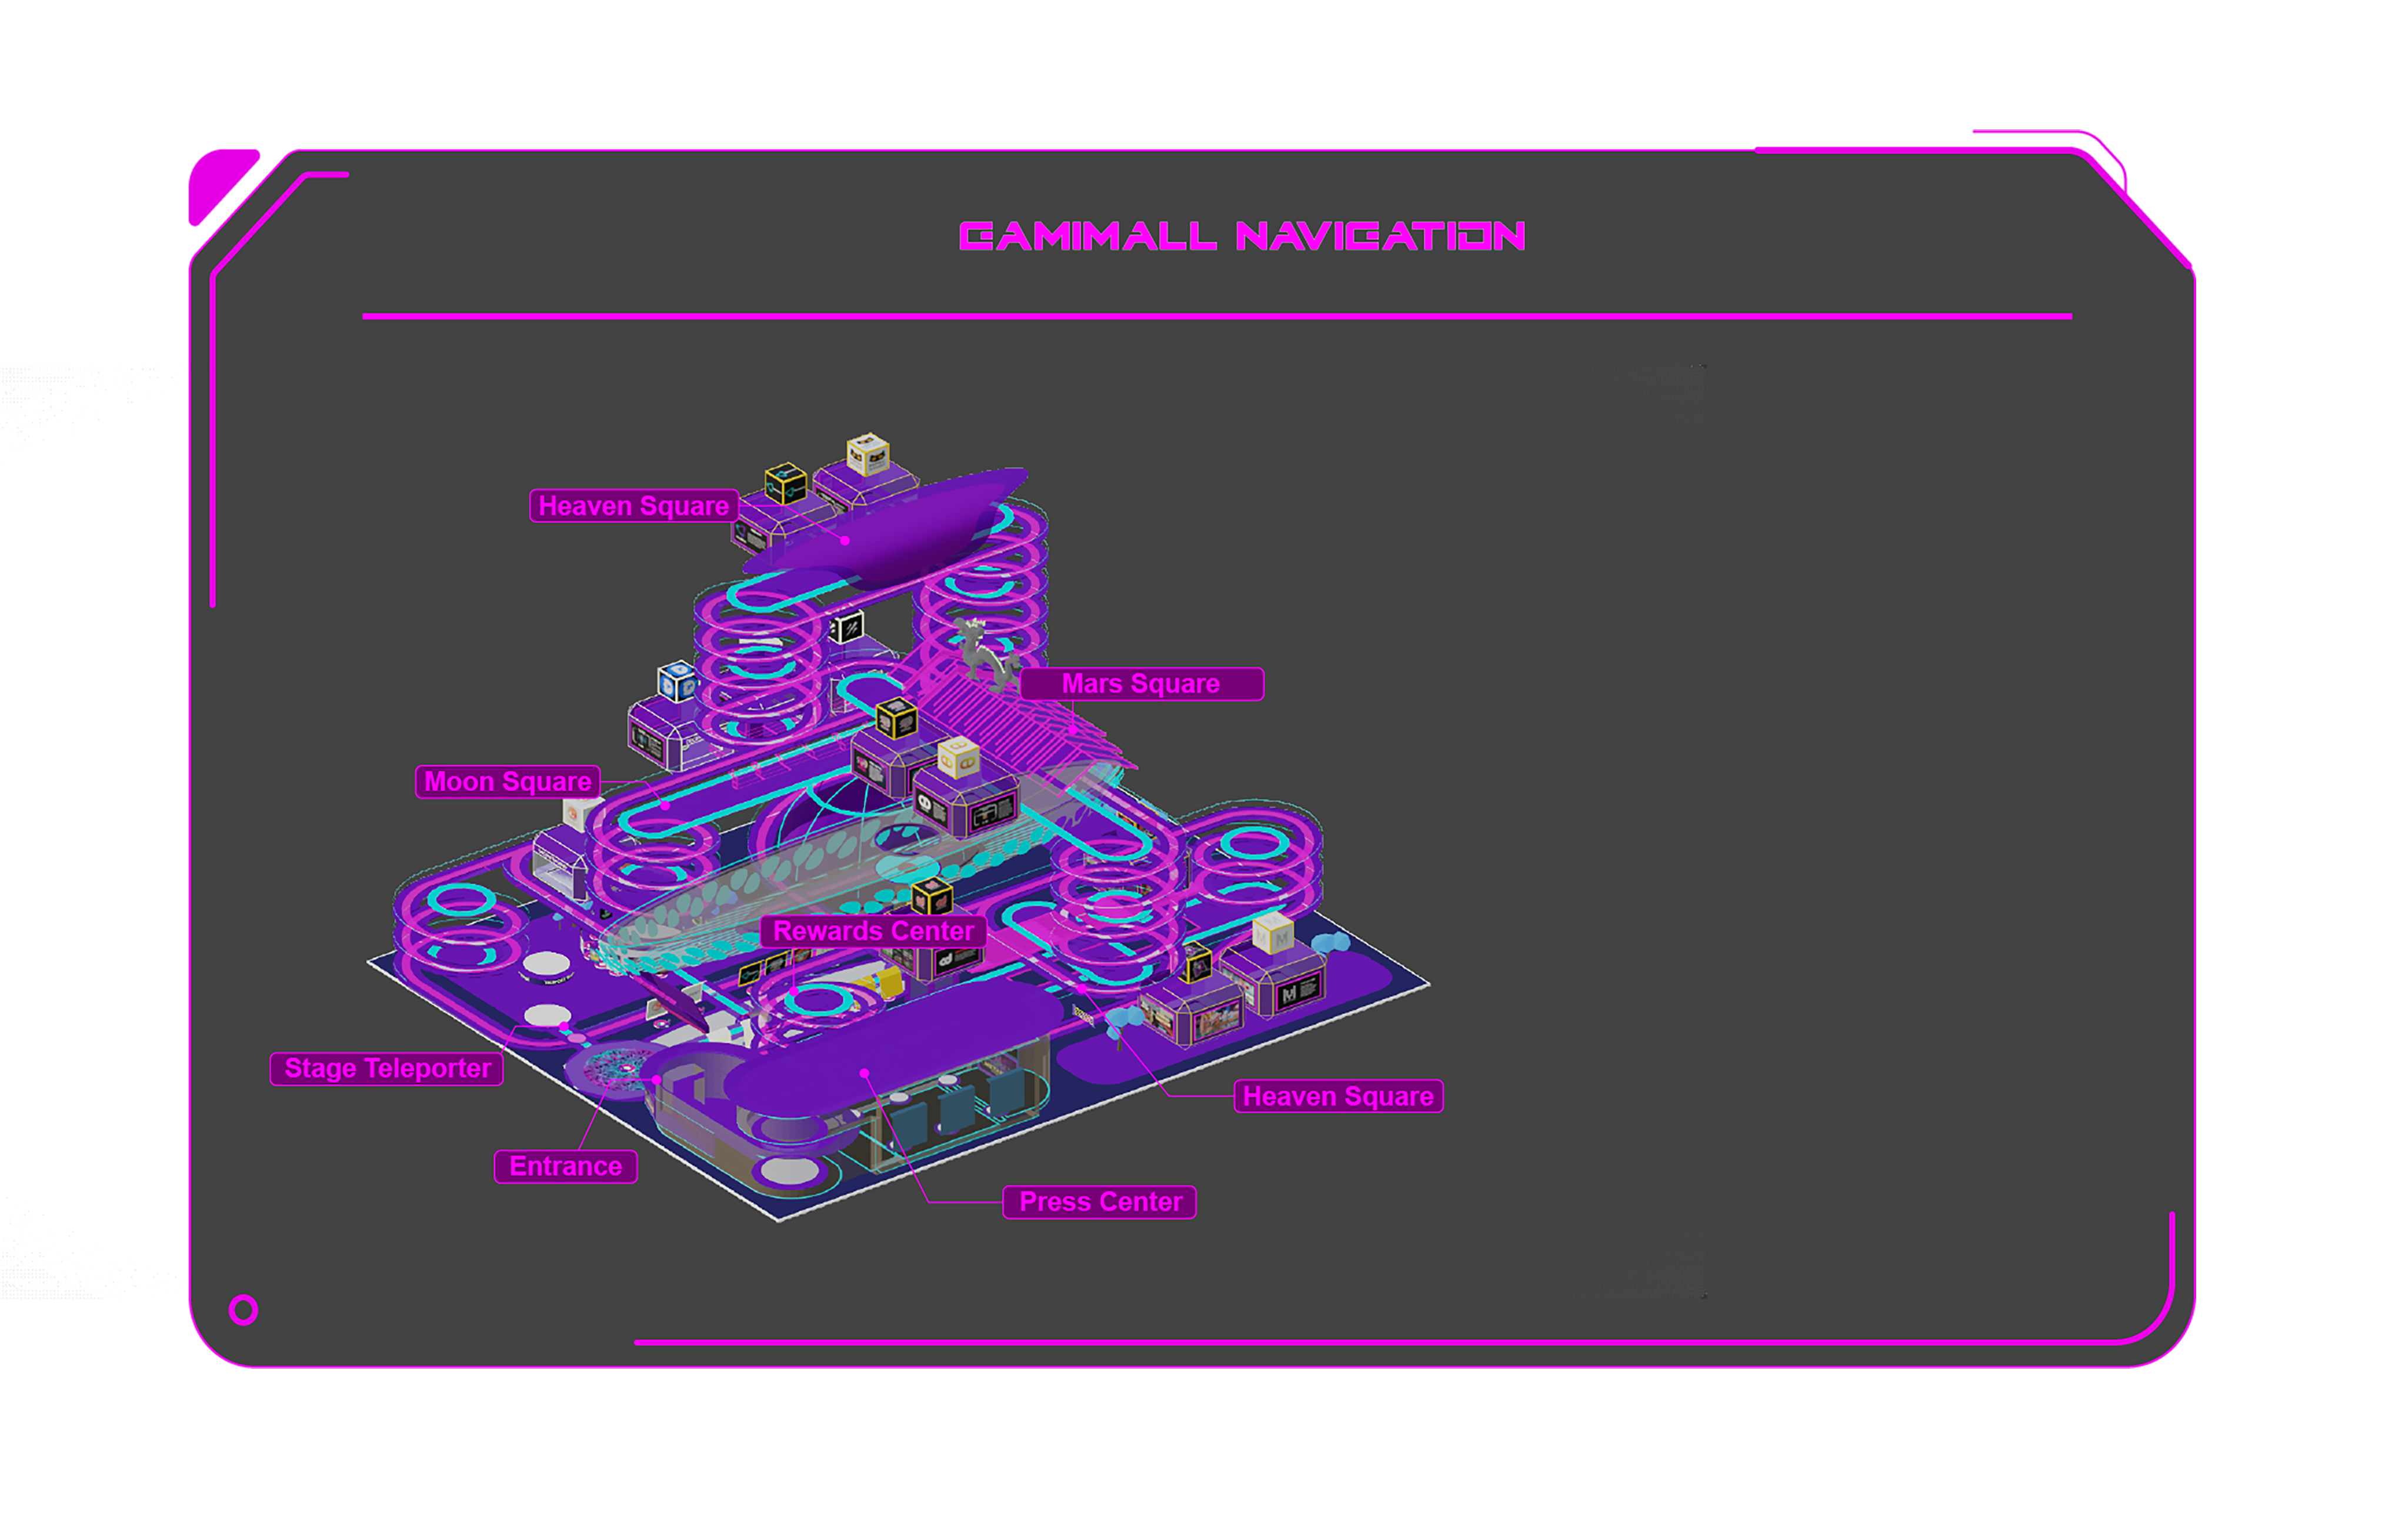 GAMIMALL NAVIGATION
Heaven Square
Mars Square
Moon Square
Rewards Center
Stage Teleporter
Heaven Square
Entrance
Press Center